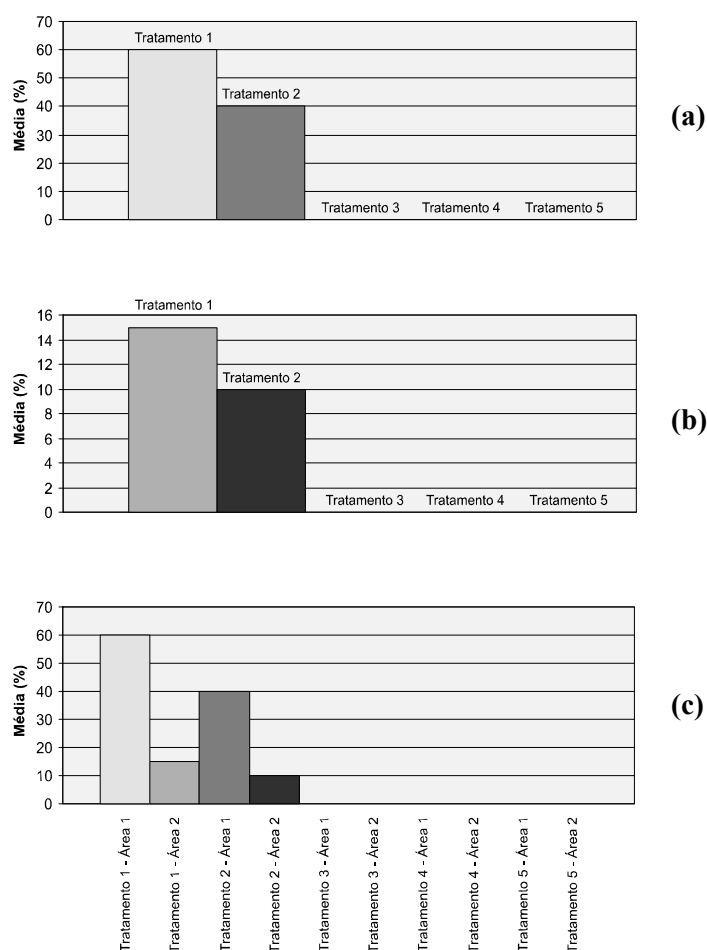 70
60
50
40
30
20
10
0
Média (%)
Tratamento 1
Tratamento 2
Tratamento 3 Tratamento 4 Tratamento 5
(a)
16
14
12
10
8
6
4
2
0
Média (%)
Tratamento 1
Tratamento 2
Tratamento 3 Tratamento 4 Tratamento 5
(b)
70
60
50
40
30
20
10
0
Média (%)
(c)
Tratamento 1 - Área 1
Tratamento 1 - Área 2
Tratamento 2 - Área 1
Tratamento 2 - Área 2
Tratamento 3 - Área 1
Tratamento 3 - Área 2
Tratamento 4 - Área 1
Tratamento 4 - Área 2
Tratamento 5 - Área 1
Tratamento 5 - Área 2